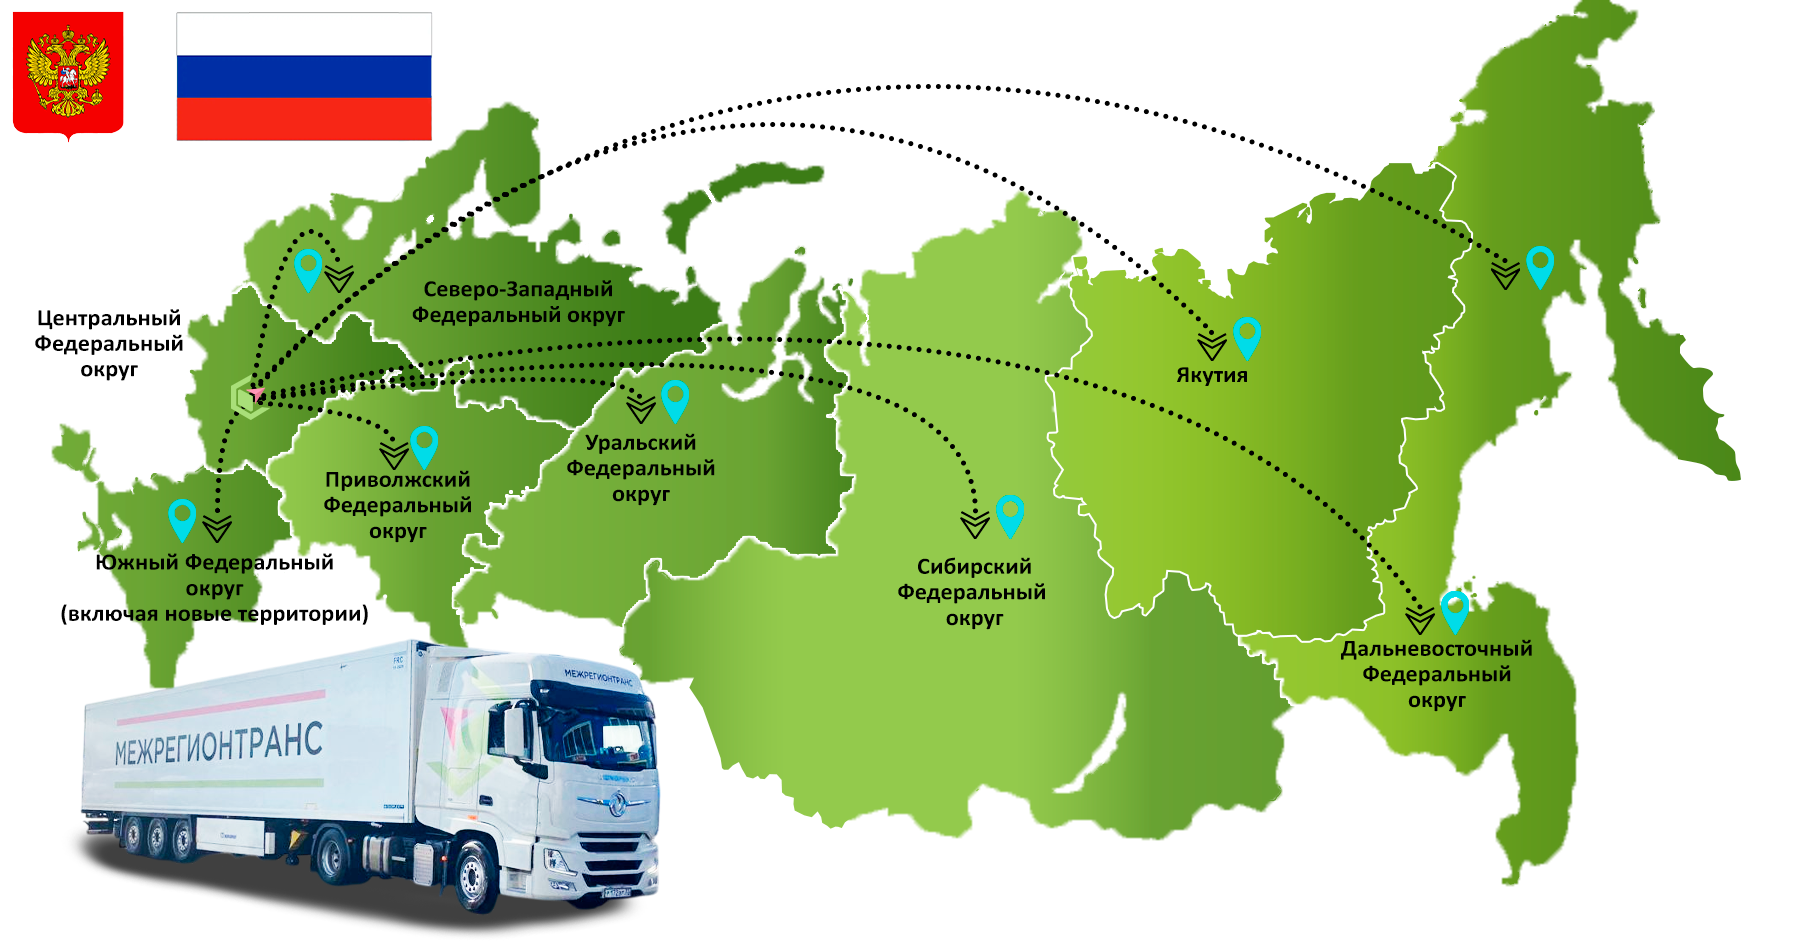 Северо-Западный
Федеральный округ
Центральный
Федеральный
округ
Якутия
Уральский
Федеральный
округ
Приволжский
Федеральный
округ
Южный Федеральный
округ
(включая новые территории)
Сибирский
Федеральный
округ
Дальневосточный
Федеральный
округ
FRC
МЕЖРЕГИОНТРАНС
МЕЖРЕГИОНТРАНС